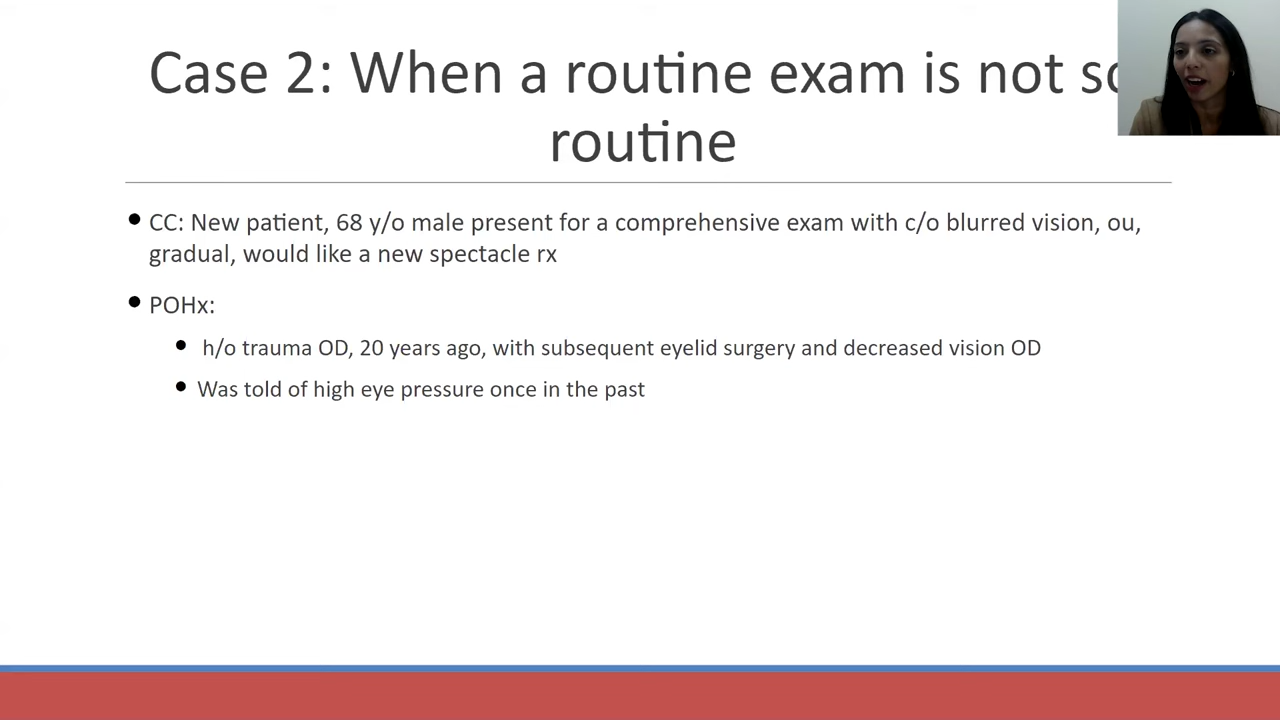 Case 2: When a routine exam is not so
routine
• CC: New patient, 68 y/o male present for a comprehensive exam with c/o blurred vision, ou,
gradual, would like a new spectacle rx
• POHx:
• h/o trauma OD, 20 years ago, with subsequent eyelid surgery and decreased vision OD
• Was told of high eye pressure once in the past